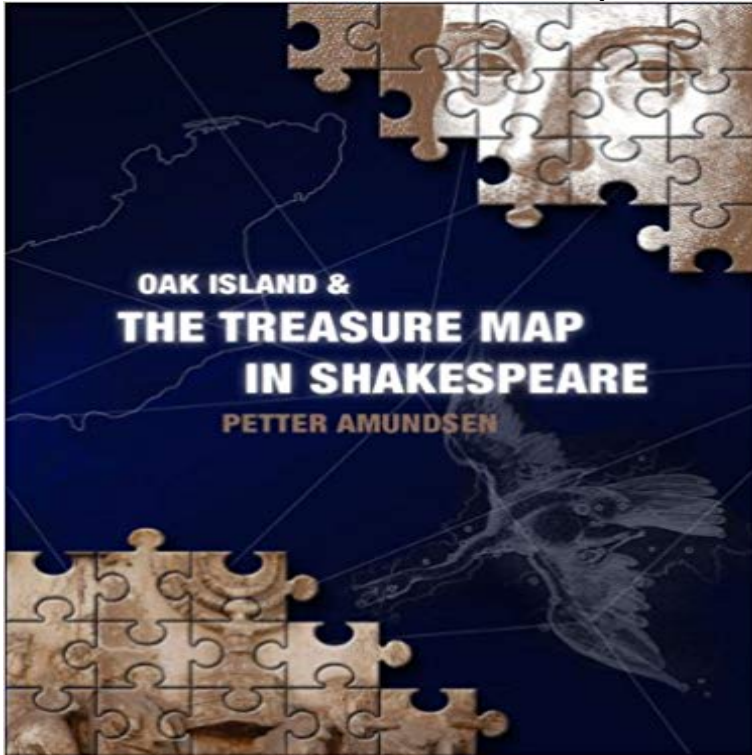 OAK ISLAND &
THE TREASURE MAP
IN SHAKESPEARE
PETTER AMUNDSEN